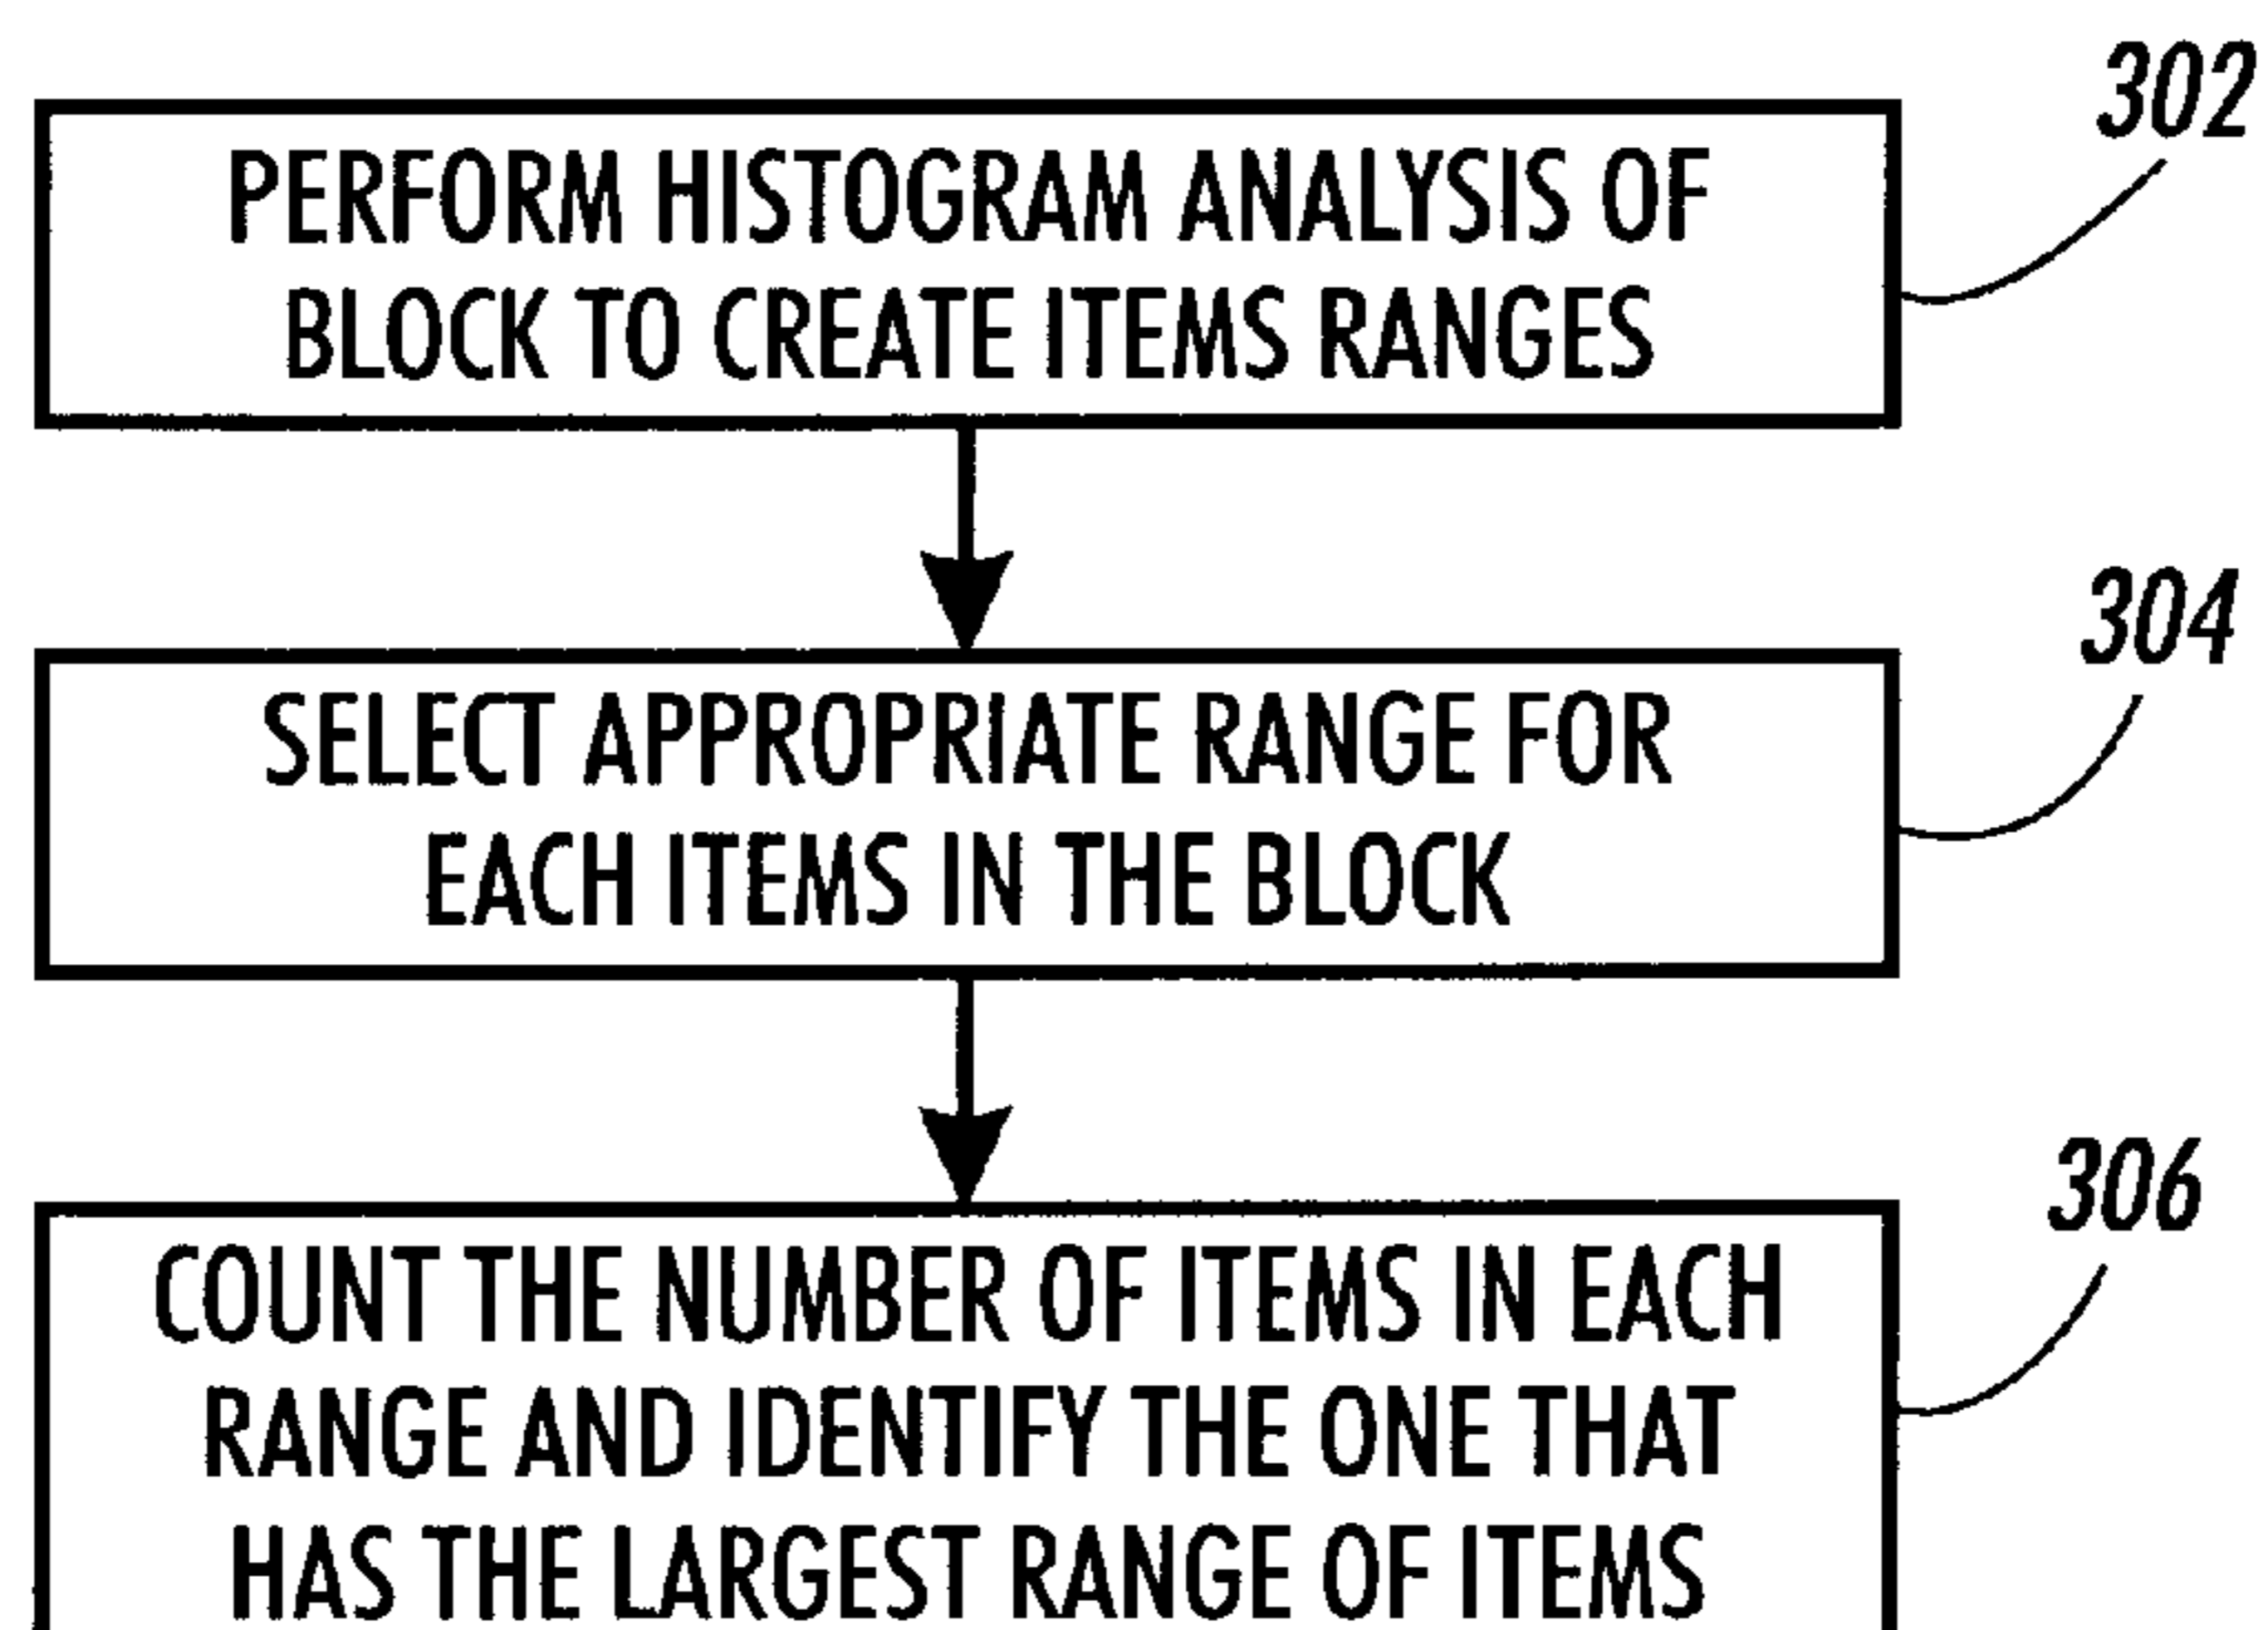 302
PERFORM HISTOGRAM ANALYSIS OF
BLOCK TO CREATE ITEMS RANGES
304
SELECT APPROPRIATE RANGE FOR
EACH ITEMS IN THE BLOCK
306
COUNT THE NUMBER OF ITEMS IN EACH
RANGE AND IDENTIFY THE ONE THAT
HAS THE LARGEST RANGE OF ITEMS